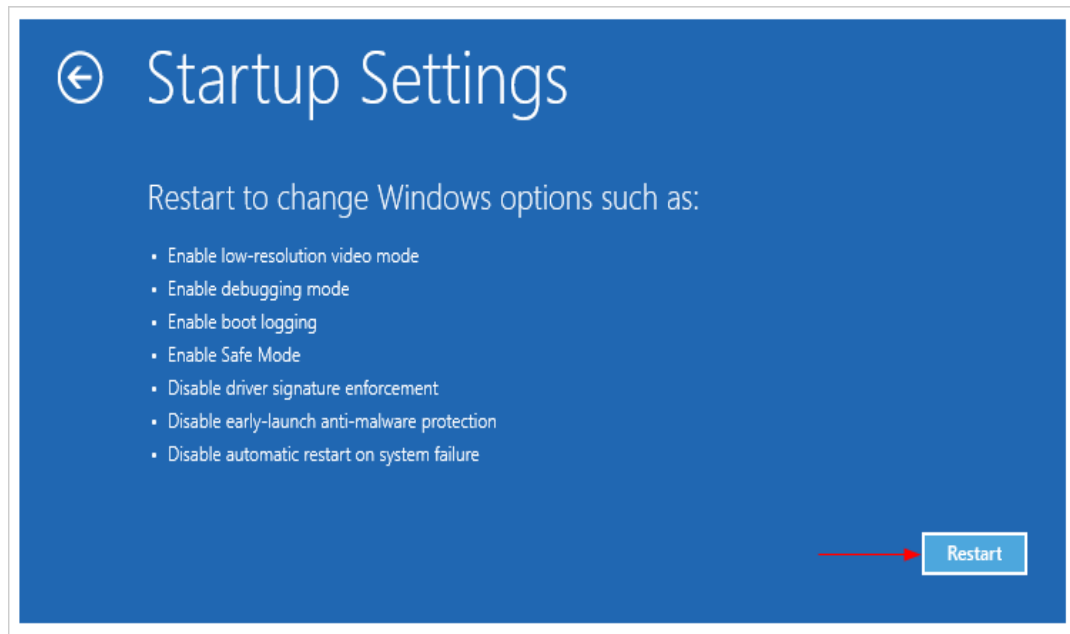 Startup Settings
Restart to change Windows options such as:
▪ Enable low-resolution video mode
▪ Enable debugging mode
▪ Enable boot logging
▪ Enable Safe Mode
▪ Disable driver signature enforcement
▪ Disable early-launch anti-malware protection
▪ Disable automatic restart on system failure
Restart